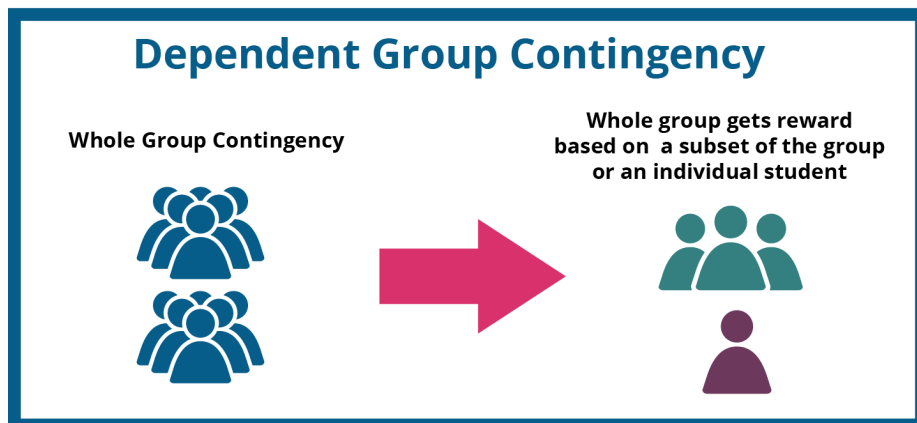 Dependent Group Contingency
Whole Group Contingency
Whole group gets reward
based on a subset of the group
or an individual student